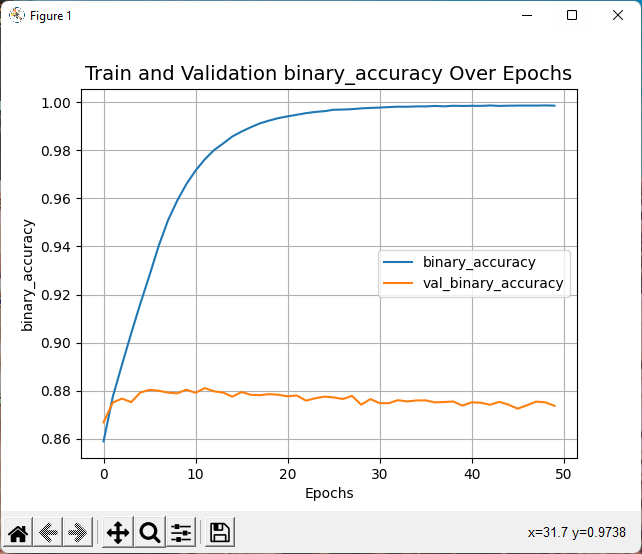 Figure 1
Train and Validation binary_accuracy Over Epochs
1.00
0.98
0.96
0.94
0.92
0.90
0.88
0.86
binary_accuracy
binary_accuracy
val_binary_accuracy
0 10 20 30 40 50
Epochs
x=31.7 y=0.9738